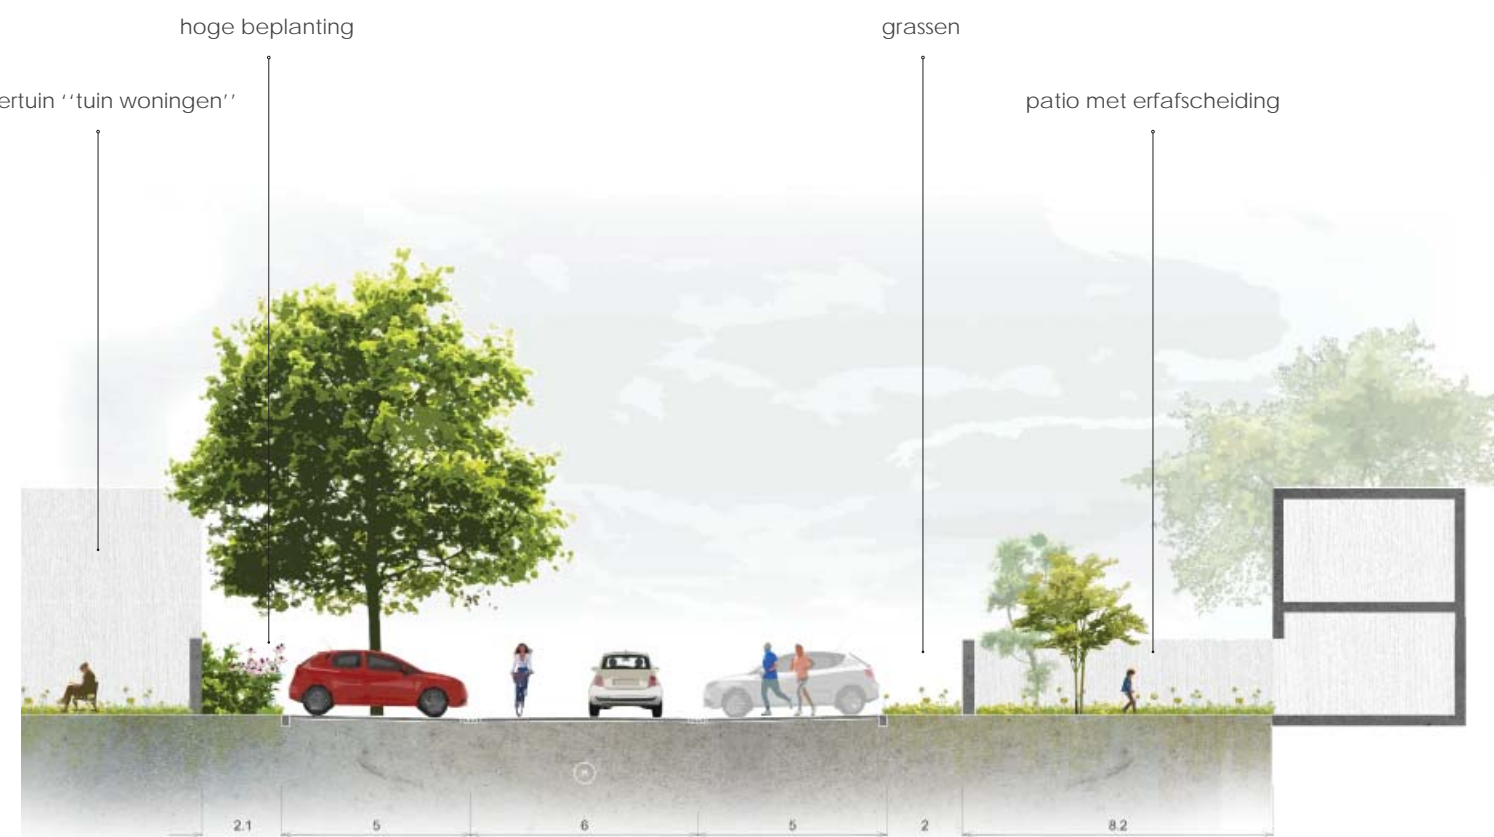 hoge beplanting
grassen
ertuin ‘‘tuin woningen’’
patio met erfafscheiding
2.1 5 6 5 2 8.2